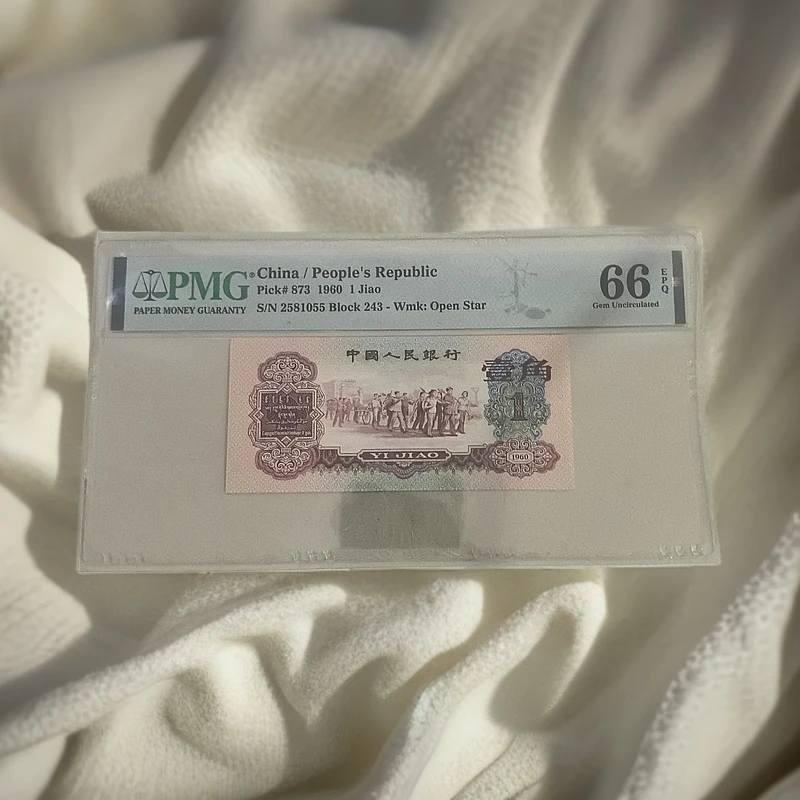 PMG®
PAPER MONEY GUARANTY
China / People's Republic
Pick# 873 1960 1 Jiao
S/N 2581055 Block 243 - Wmk: Open Star
66
EPQ
Gem Uncirculated
中國人民銀行
壹角
1
YI JIAO
1960